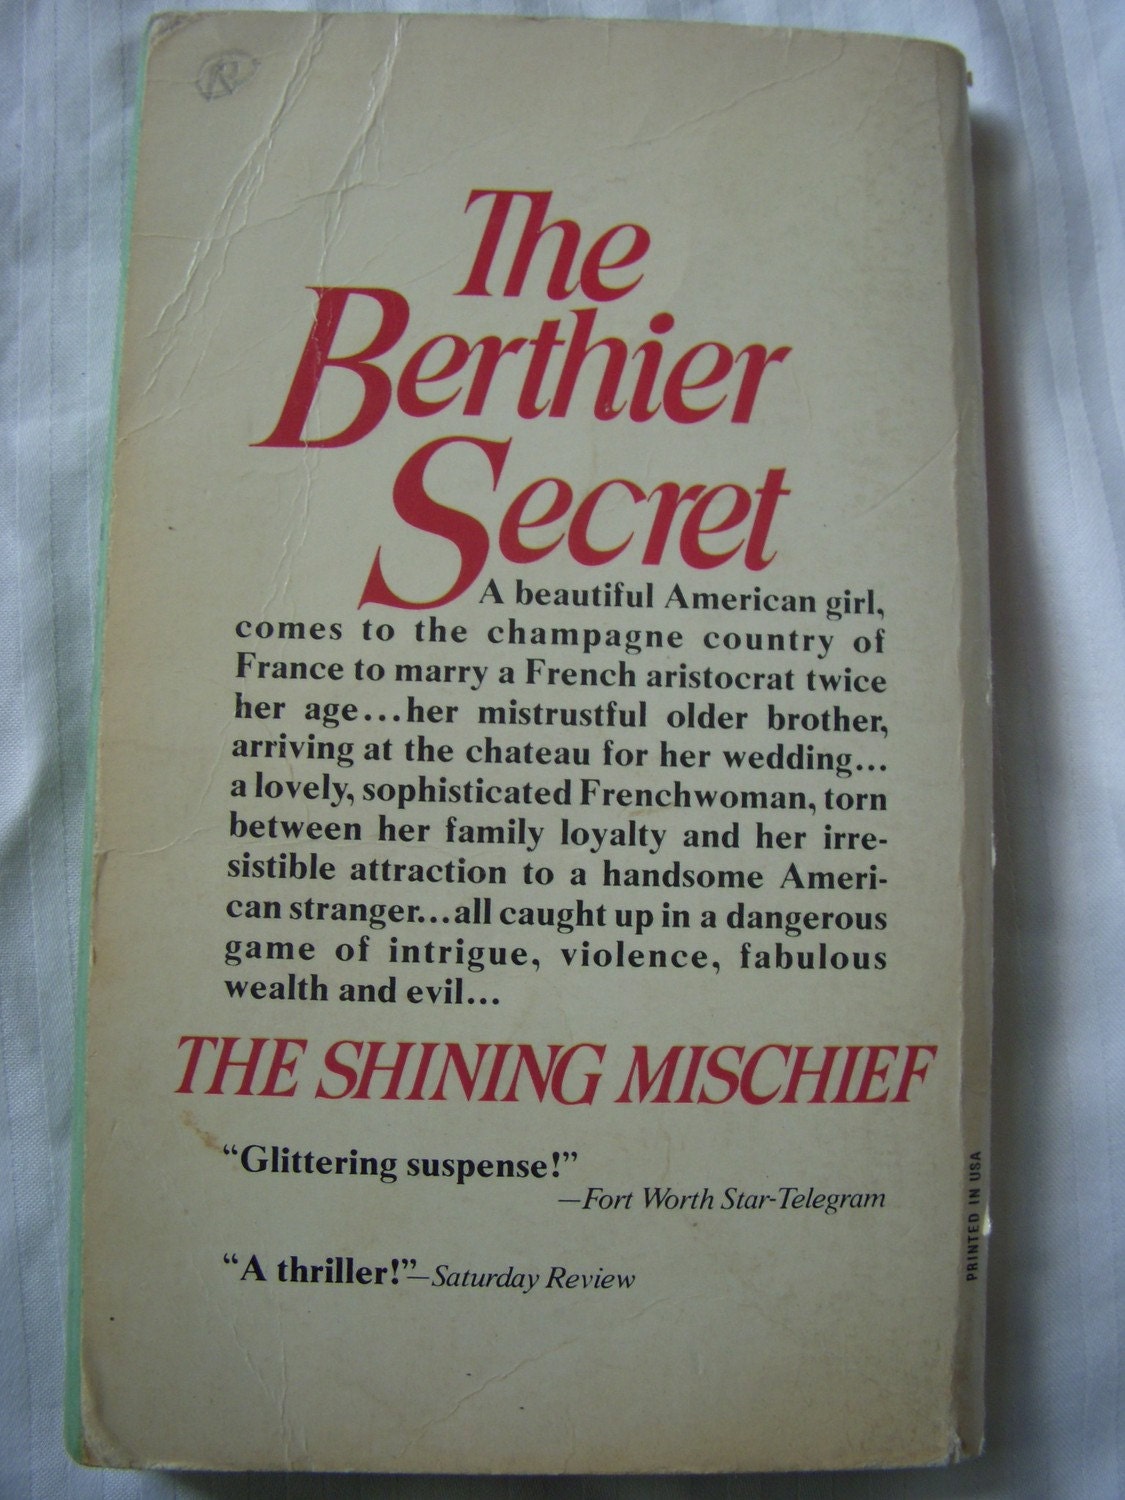 The
Berthier
Secret
A beautiful American girl,
comes to the champagne country of
France to marry a French aristocrat twice
her age...her mistrustful older brother,
arriving at the chateau for her wedding...
a lovely, sophisticated Frenchwoman, torn
between her family loyalty and her irre-
sistible attraction to a handsome Ameri-
can stranger...all caught up in a dangerous
game of intrigue, violence, fabulous
wealth and evil...
THE SHINING MISCHIEF
“Glittering suspense!”
—Fort Worth Star-Telegram
“A thriller!”—Saturday Review
PRINTED IN USA